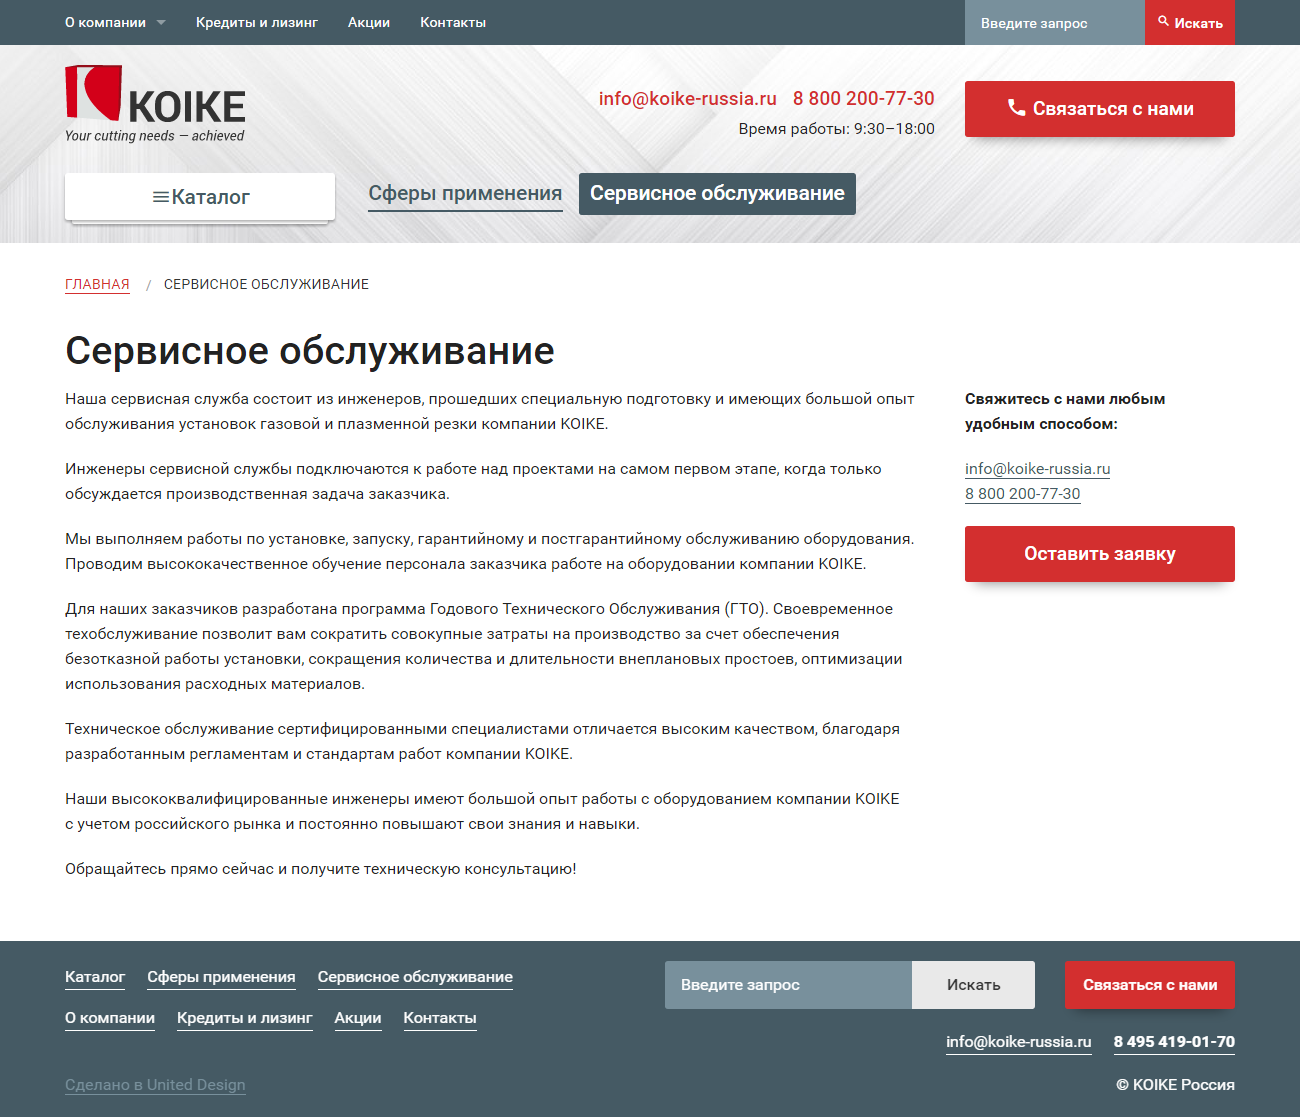 О компании
Кредиты и лизинг
Акции
Контакты
Введите запрос
Искать
KOIKE
Your cutting needs – achieved
info@koike-russia.ru
8 800 200-77-30
Время работы: 9:30–18:00
Связаться с нами
Каталог
Сферы применения
Сервисное обслуживание
ГЛАВНАЯ / СЕРВИСНОЕ ОБСЛУЖИВАНИЕ
Сервисное обслуживание
Наша сервисная служба состоит из инженеров, прошедших специальную подготовку и имеющих большой опыт
обслуживания установок газовой и плазменной резки компании KOIKE.
Инженеры сервисной службы подключаются к работе над проектами на самом первом этапе, когда только
обсуждается производственная задача заказчика.
Мы выполняем работы по установке, запуску, гарантийному и постгарантийному обслуживанию оборудования.
Проводим высококачественное обучение персонала заказчика работе на оборудовании компании KOIKE.
Для наших заказчиков разработана программа Годового Технического Обслуживания (ГТО). Своевременное
техобслуживание позволит вам сократить совокупные затраты на производство за счет обеспечения
безотказной работы установки, сокращения количества и длительности внеплановых простоев, оптимизации
использования расходных материалов.
Техническое обслуживание сертифицированными специалистами отличается высоким качеством, благодаря
разработанным регламентам и стандартам работ компании KOIKE.
Наши высококвалифицированные инженеры имеют большой опыт работы с оборудованием компании KOIKE
с учетом российского рынка и постоянно повышают свои знания и навыки.
Обращайтесь прямо сейчас и получите техническую консультацию!
Свяжитесь с нами любым
удобным способом:
info@koike-russia.ru
8 800 200-77-30
Оставить заявку
Каталог
Сферы применения
Сервисное обслуживание
О компании
Кредиты и лизинг
Акции
Контакты
Введите запрос
Искать
Связаться с нами
info@koike-russia.ru
8 495 419-01-70
Сделано в United Design
© KOIKE Россия